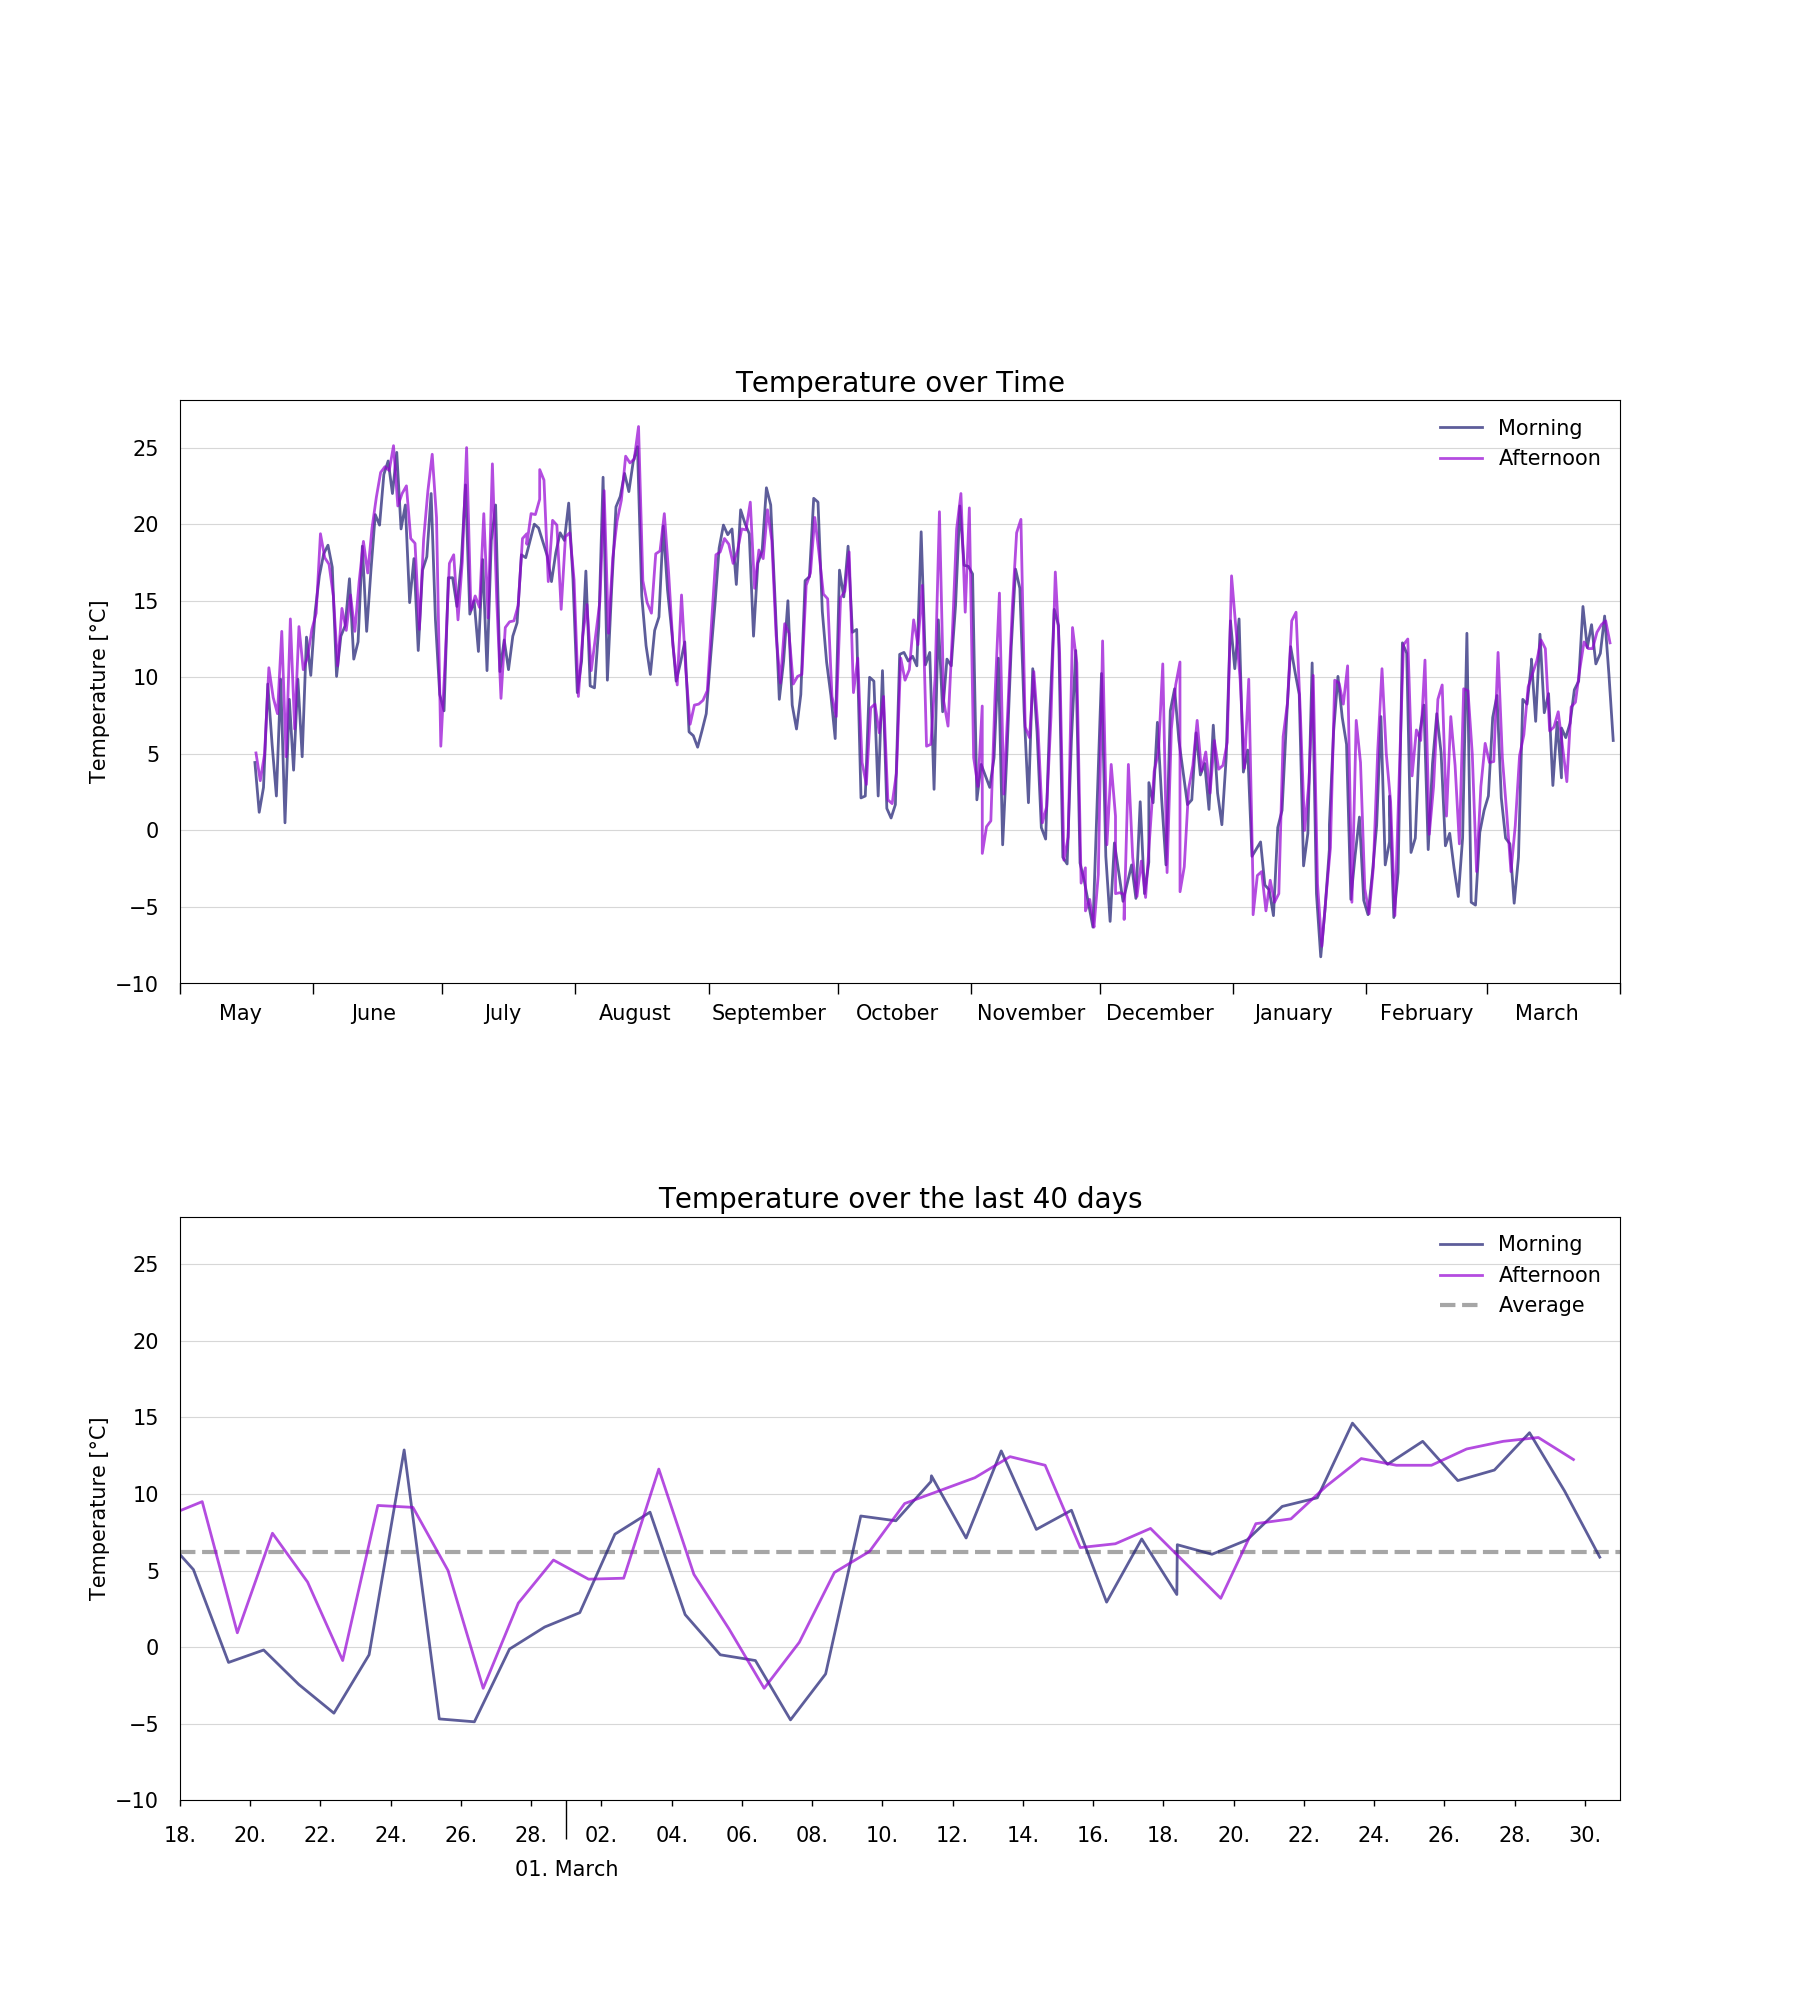 Temperature over Time
Morning
Afternoon
Temperature [°C]
25
20
15
10
5
0
−5
−10
May June July August September October November December January February March
Temperature over the last 40 days
Morning
Afternoon
Average
Temperature [°C]
25
20
15
10
5
0
−5
−10
18. 20. 22. 24. 26. 28. 02. 04. 06. 08. 10. 12. 14. 16. 18. 20. 22. 24. 26. 28. 30.
01. March